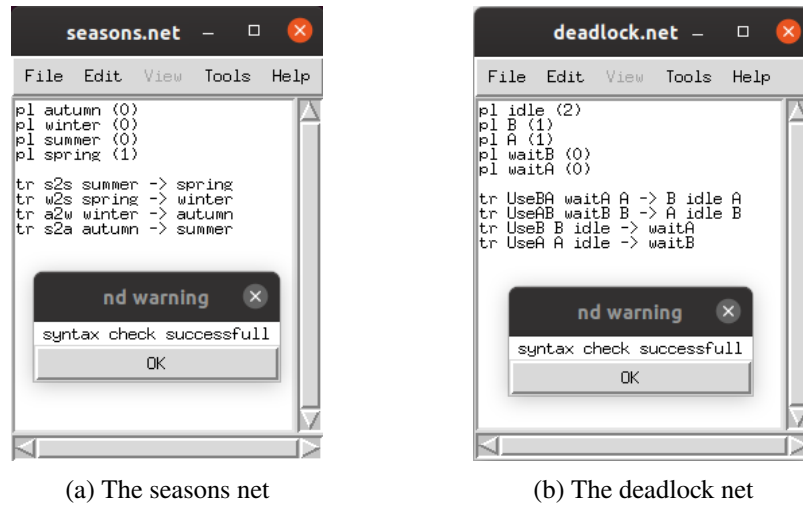 seasons.net
File Edit View Tools Help
pl autumn (0)
pl winter (0)
pl summer (0)
pl spring (1)
tr s2s summer -> spring
tr w2s spring -> winter
tr a2w winter -> autumn
tr s2a autumn -> summer
nd warning
syntax check successfull
OK
(a) The seasons net
deadlock.net
File Edit View Tools Help
pl idle (2)
pl B (1)
pl A (1)
pl waitB (0)
pl waitA (0)
tr UseBA waitA A -> B idle A
tr UseAB waitB B -> A idle B
tr UseB B idle -> waitA
tr UseA A idle -> waitB
nd warning
syntax check successfull
OK
(b) The deadlock net